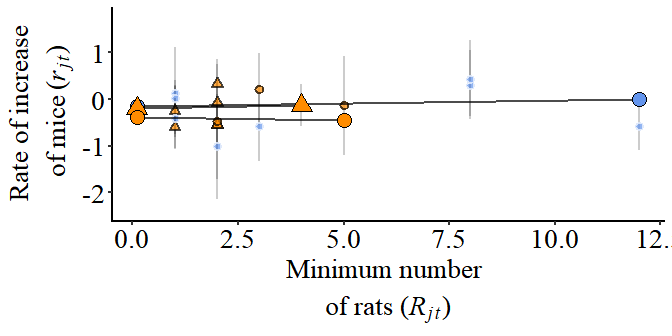 Rate of increase
of mice (r_jt)
1
0
-1
-2
0.0 2.5 5.0 7.5 10.0 12.
Minimum number
of rats (R_jt)